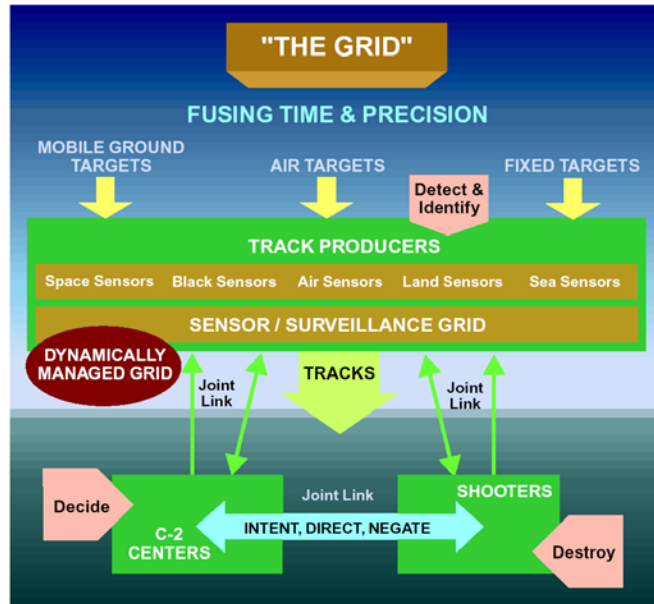 "THE GRID"
FUSING TIME & PRECISION
MOBILE GROUND
TARGETS
AIR TARGETS
FIXED TARGETS
Detect &
Identify
TRACK PRODUCERS
Space Sensors
Black Sensors
Air Sensors
Land Sensors
Sea Sensors
SENSOR / SURVEILLANCE GRID
DYNAMICALLY
MANAGED GRID
Joint
Link
TRACKS
Joint
Link
Decide
C-2
CENTERS
Joint Link
INTENT, DIRECT, NEGATE
SHOOTERS
Destroy